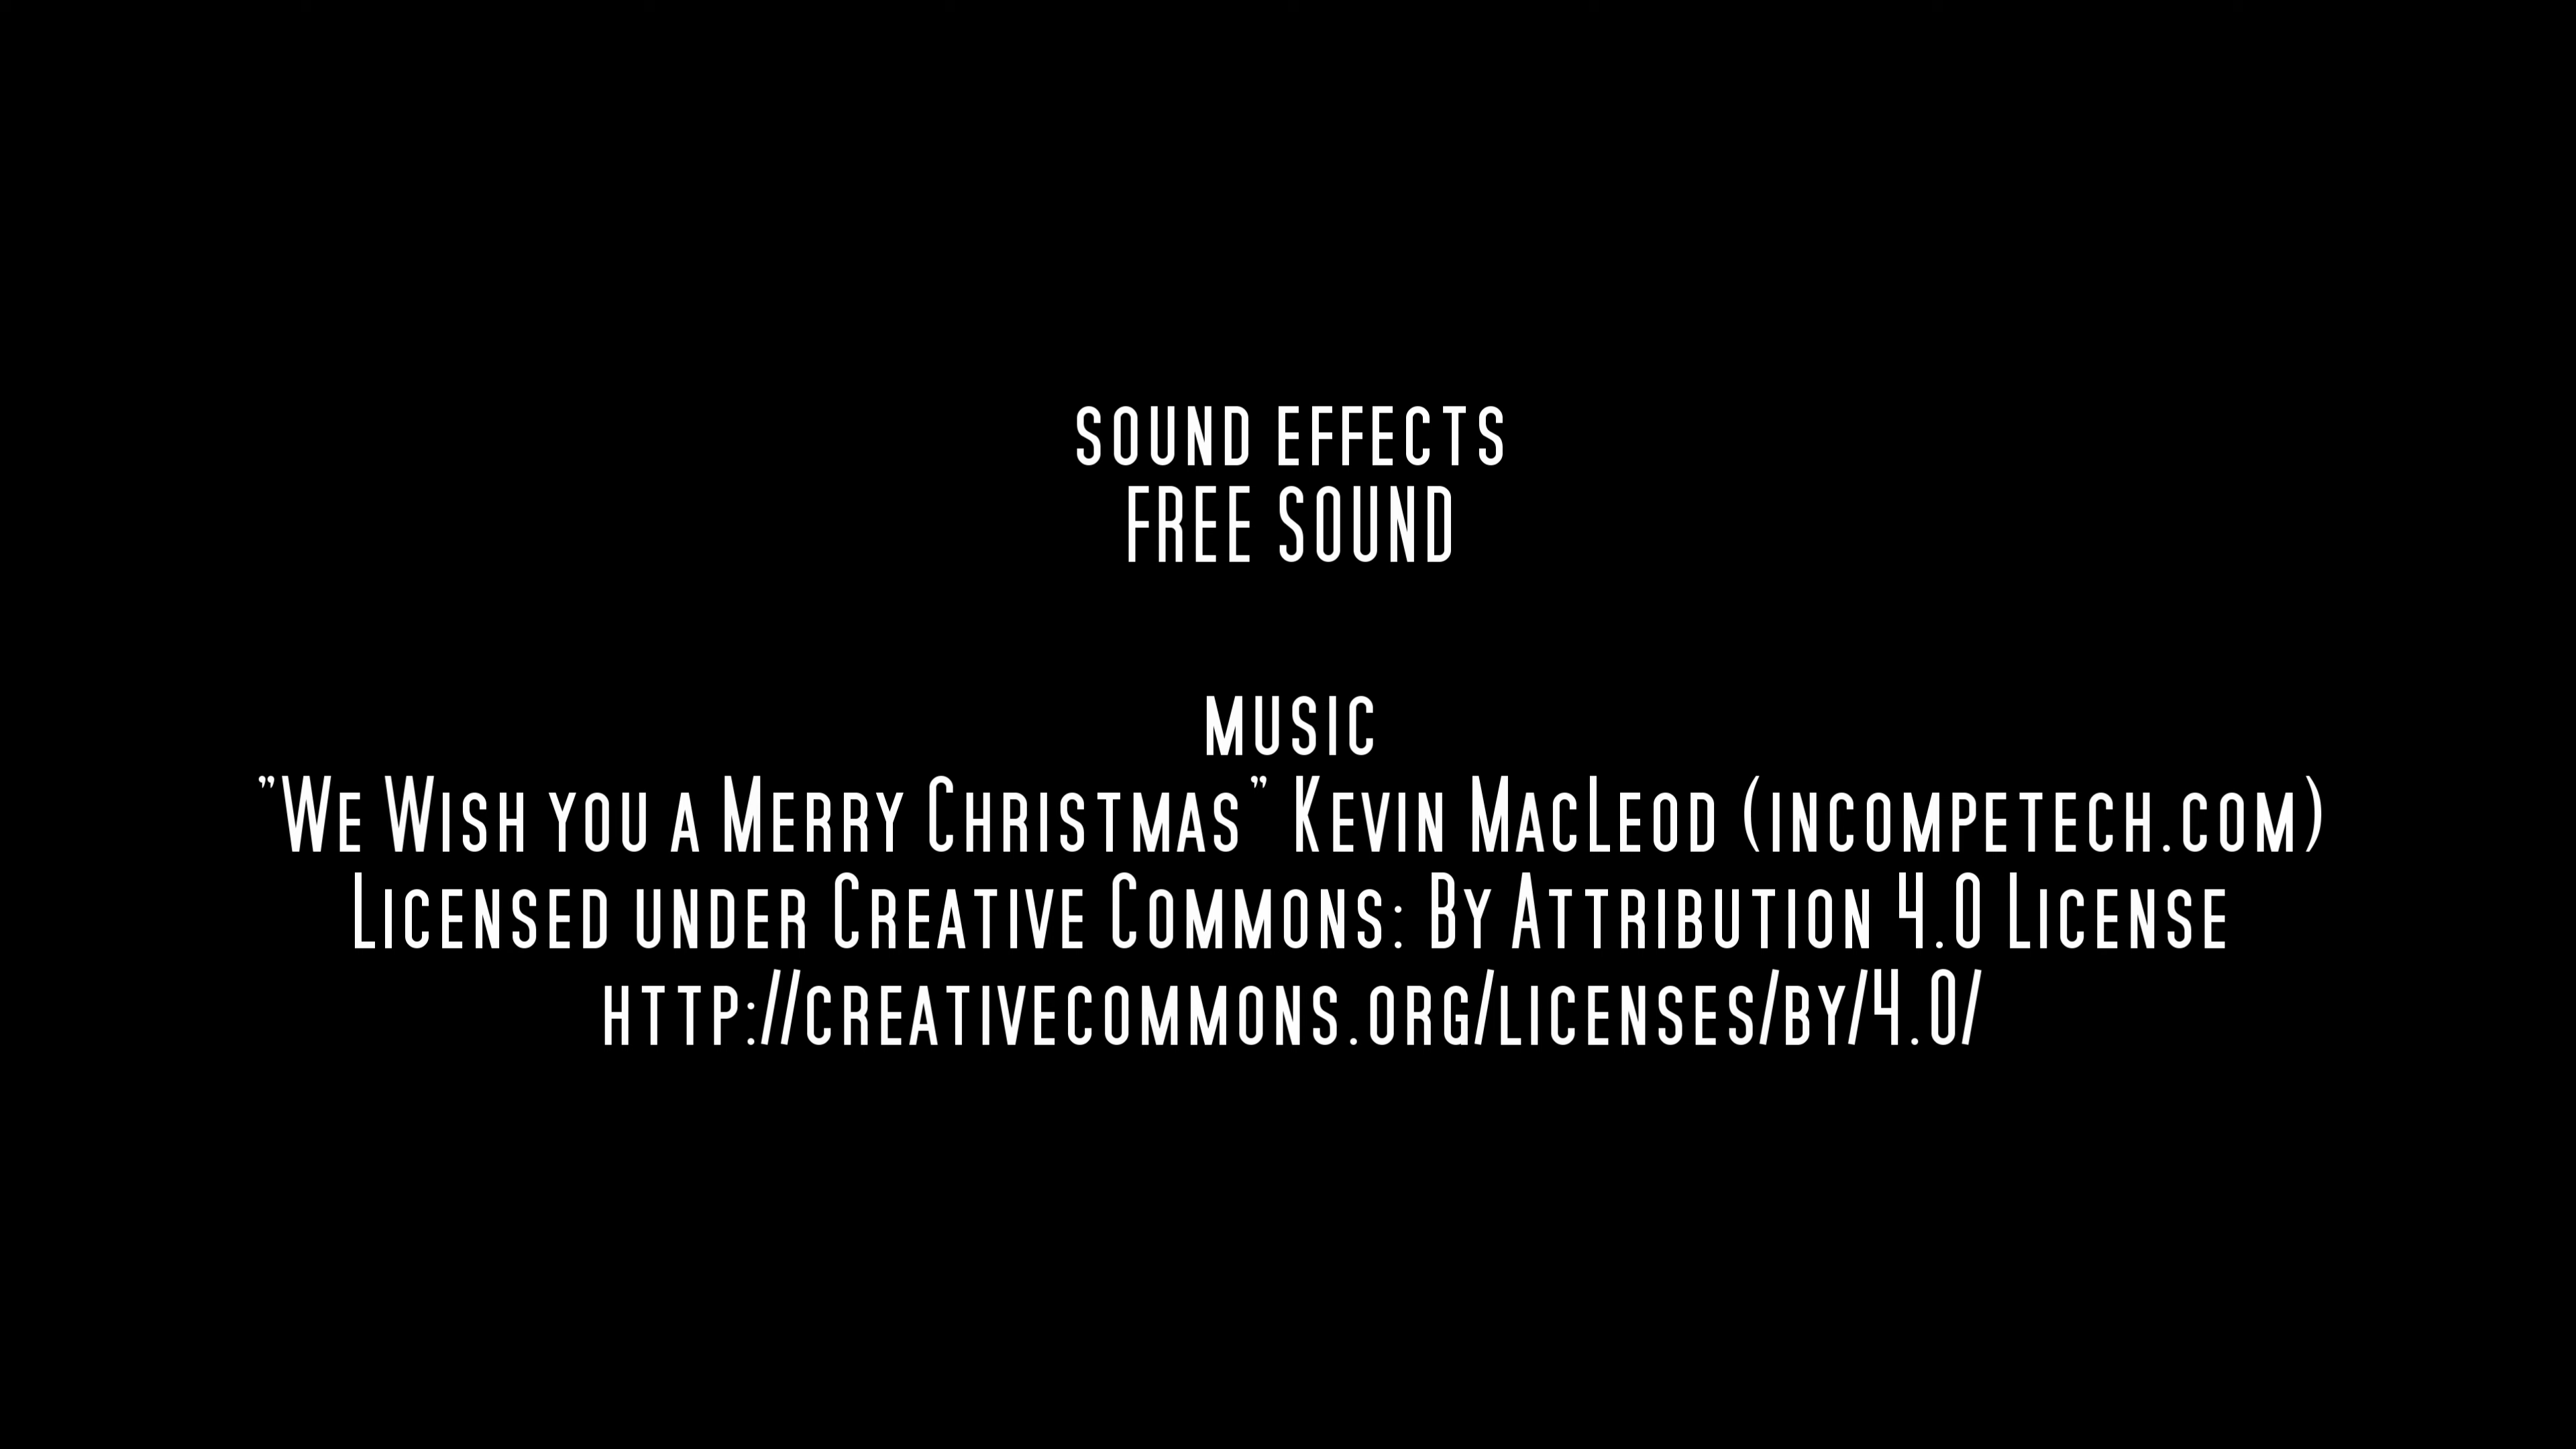 SOUND EFFECTS
FREE SOUND
MUSIC
"We Wish you a Merry Christmas" Kevin MacLeod (incompetech.com)
Licensed under Creative Commons: By Attribution 4.0 License
http://creativecommons.org/licenses/by/4.0/